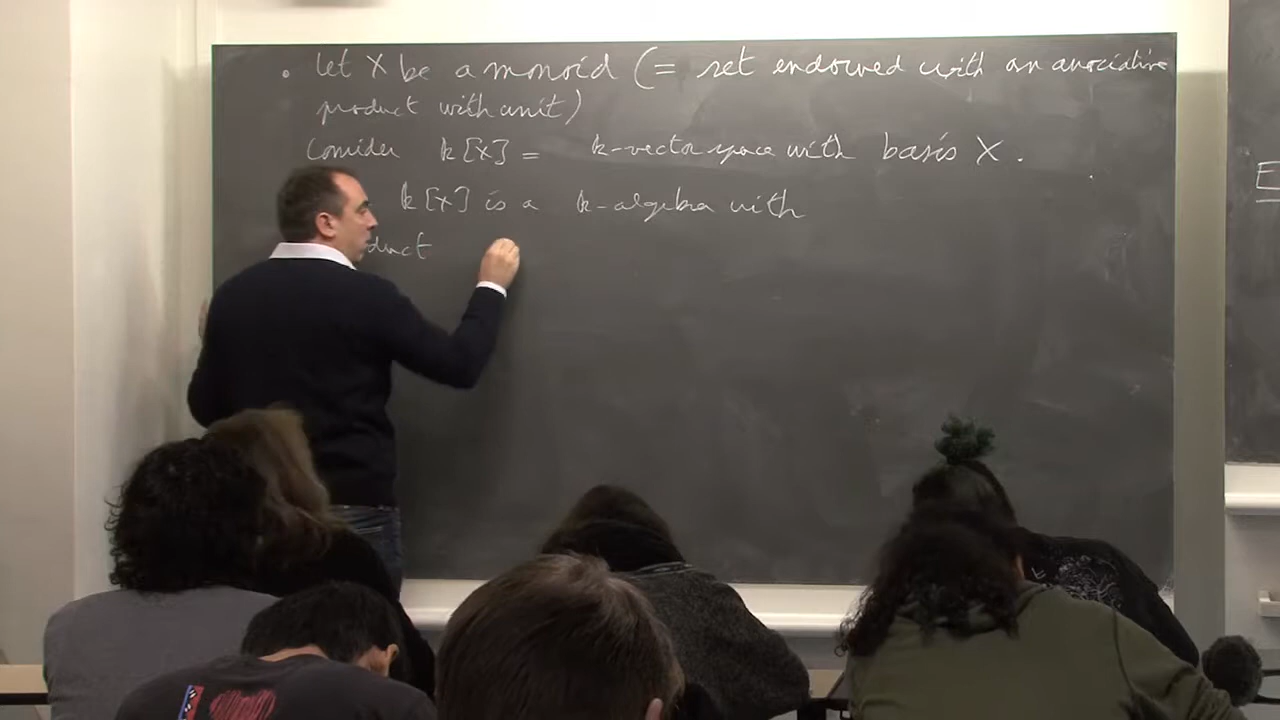 . Let X be a monoid (= set endowed with an associative
product with unit)
Consider k[X] = k-vector space with basis X.
k[X] is a k-algebra with
duct
E